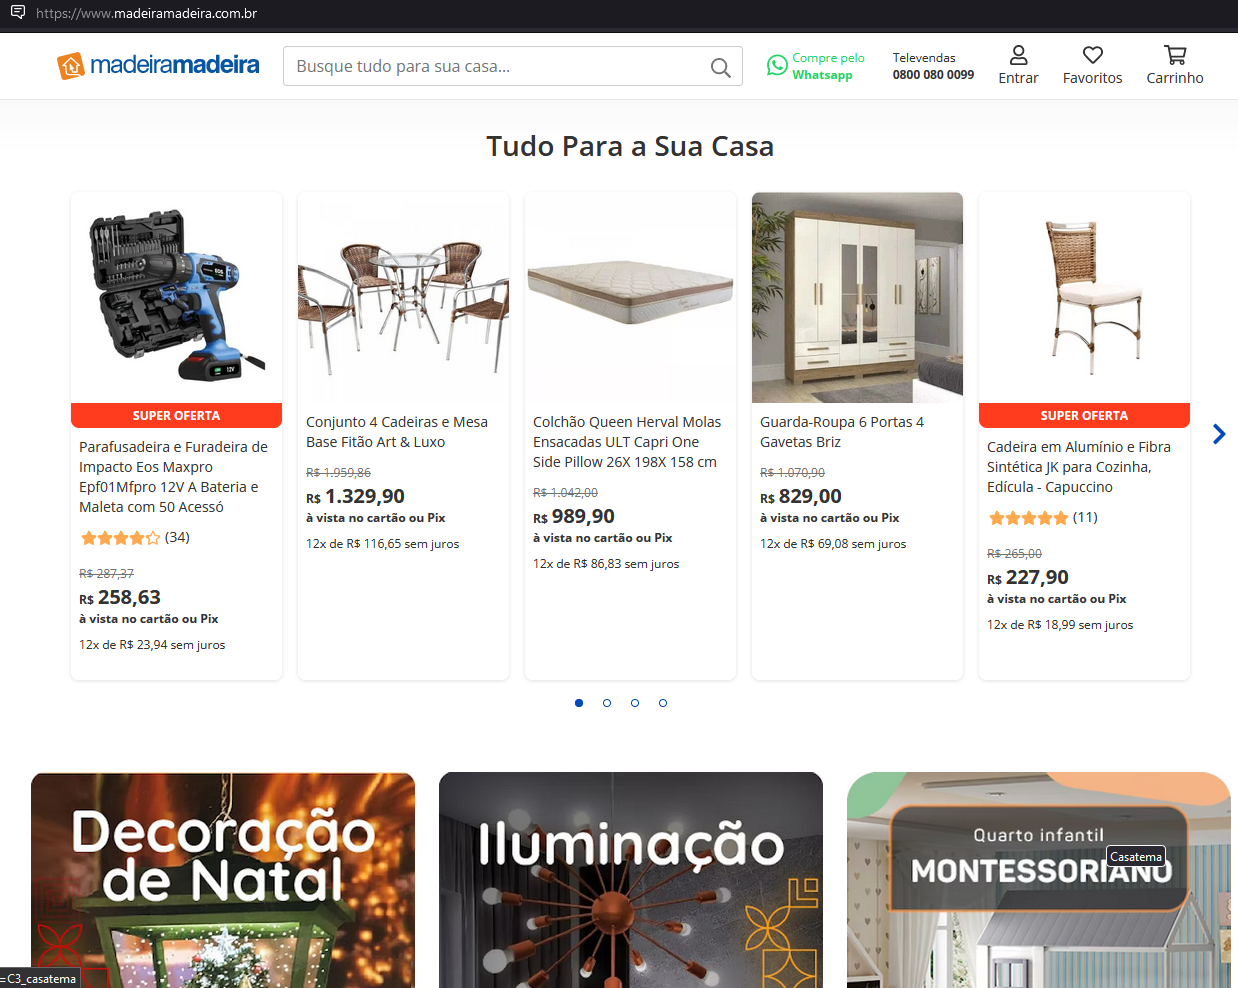 https://www.madeiramadeira.com.br
madeiramadeira
Busque tudo para sua casa...
Compre pelo
Whatsapp
Televendas
0800 080 0099
Entrar
Favoritos
Carrinho
Tudo Para a Sua Casa
EOS
12V
SUPER OFERTA
Parafusadeira e Furadeira de
Impacto Eos Maxpro
Epf01Mfpro 12V A Bateria e
Maleta com 50 Acessó
(34)
R$ 287,37
R$ 258,63
à vista no cartão ou Pix
12x de R$ 23,94 sem juros
Conjunto 4 Cadeiras e Mesa
Base Fitão Art & Luxo
R$ 1.959,86
R$ 1.329,90
à vista no cartão ou Pix
12x de R$ 116,65 sem juros
Colchão Queen Herval Molas
Ensacadas ULT Capri One
Side Pillow 26X 198X 158 cm
R$ 1.042,00
R$ 989,90
à vista no cartão ou Pix
12x de R$ 86,83 sem juros
Guarda-Roupa 6 Portas 4
Gavetas Briz
R$ 1.070,90
R$ 829,00
à vista no cartão ou Pix
12x de R$ 69,08 sem juros
SUPER OFERTA
Cadeira em Alumínio e Fibra
Sintética JK para Cozinha,
Edícula - Capuccino
(11)
R$ 265,00
R$ 227,90
à vista no cartão ou Pix
12x de R$ 18,99 sem juros
Decoração
de Natal
Iluminação
Quarto infantil
MONTESSORIANO
Casatema
=C3_casatema